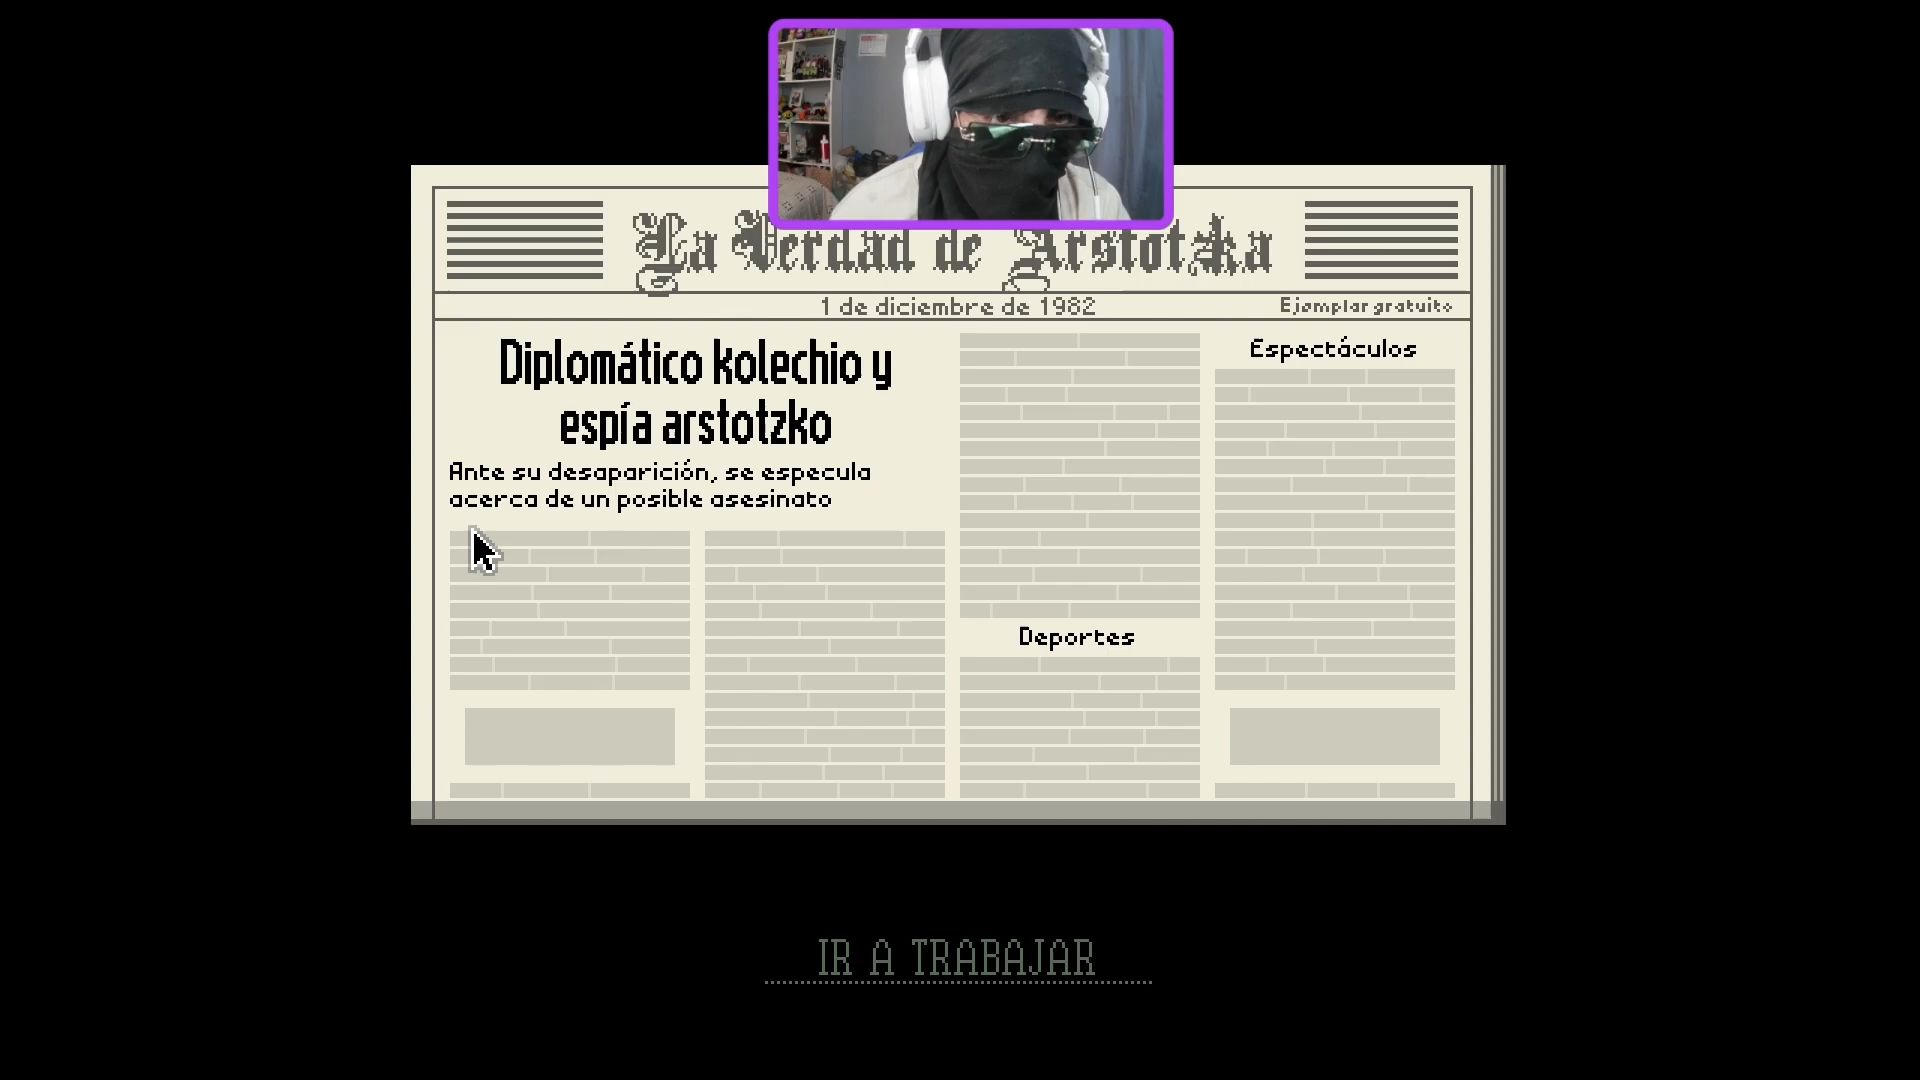 La Verdad de Arstotzka
1 de diciembre de 1982
Ejemplar gratuito
Diplomático kolechio y
espía arstotzko
Ante su desaparición, se especula
acerca de un posible asesinato
Espectáculos
Deportes
IR A TRABAJAR